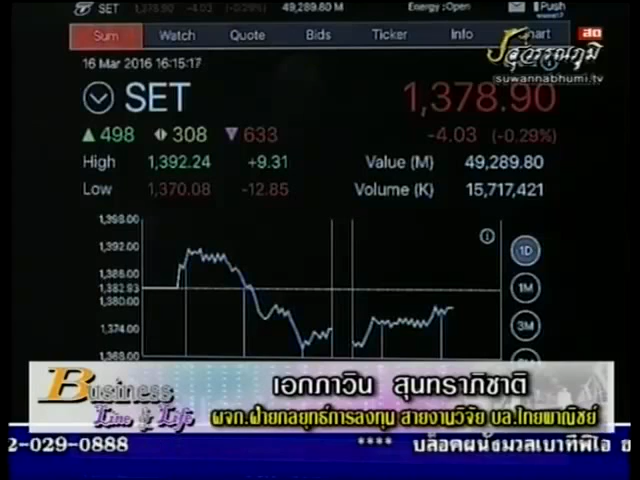 SET 1,378.90 -4.03 (-0.29%) 49,289.80 M Energy :Open Push
Sum Watch Quote Bids Ticker Info Chart
สด
สุวรรณภูมิ
suwannabhumi.tv
16 Mar 2016 16:15:17
SET 1,378.90
498 308 633 -4.03 (-0.29%)
High 1,392.24 +9.31 Value (M) 49,289.80
Low 1,370.08 -12.85 Volume (K) 15,717,421
1,398.00
1,392.00
1,386.00
1,382.93
1,380.00
1,374.00
1,368.00
1D
1M
3M
Business
Line & Life
เอกภาวิน สุนทราภิชาติ
ผจก.ฝ่ายกลยุทธ์การลงทุน สายงานวิจัย บล.ไทยพาณิชย์
2-029-0888 **** บล็อคผนังมวลเบาทีพีไอ